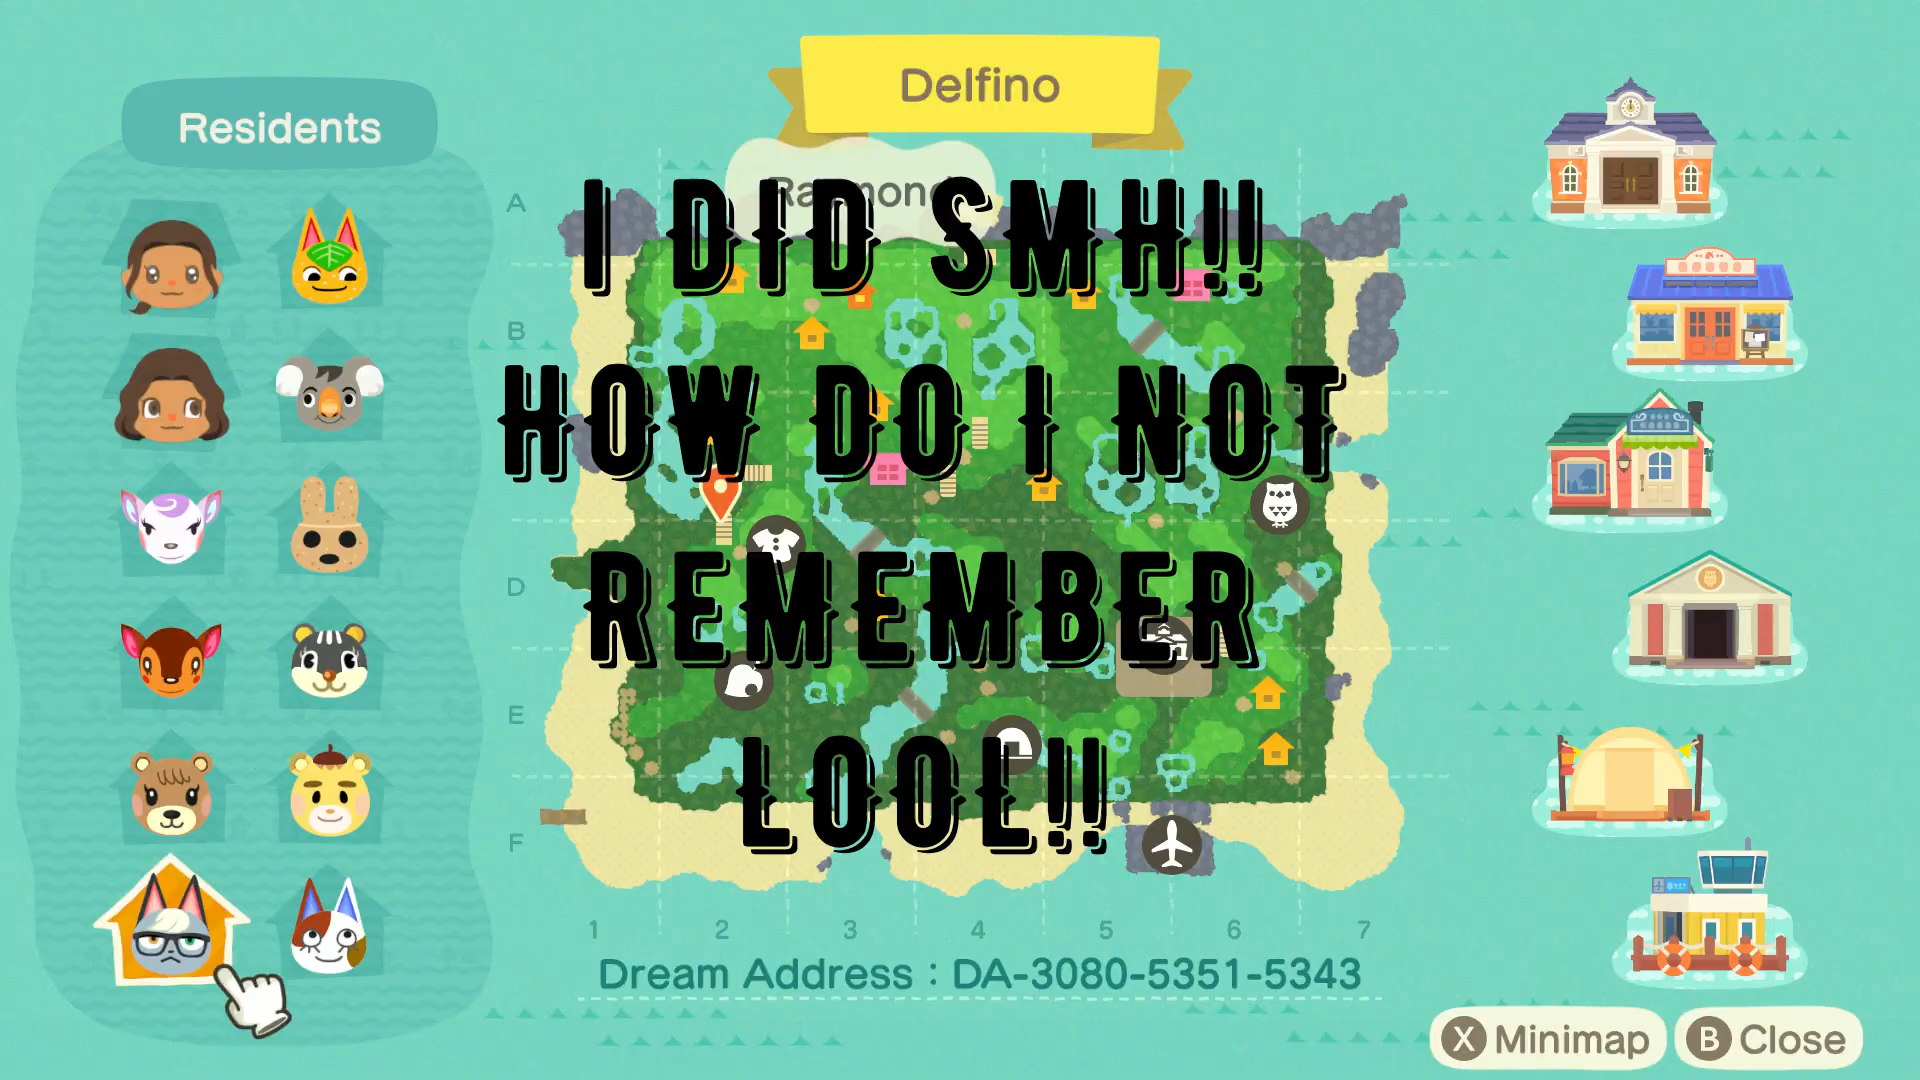 Delfino
Residents
Raymond
I DID SMH!!
HOW DO I NOT
REMEMBER
LOOL!!
A
B
D
E
F
1 2 3 4 5 6 7
Dream Address : DA-3080-5351-5343
X Minimap
B Close